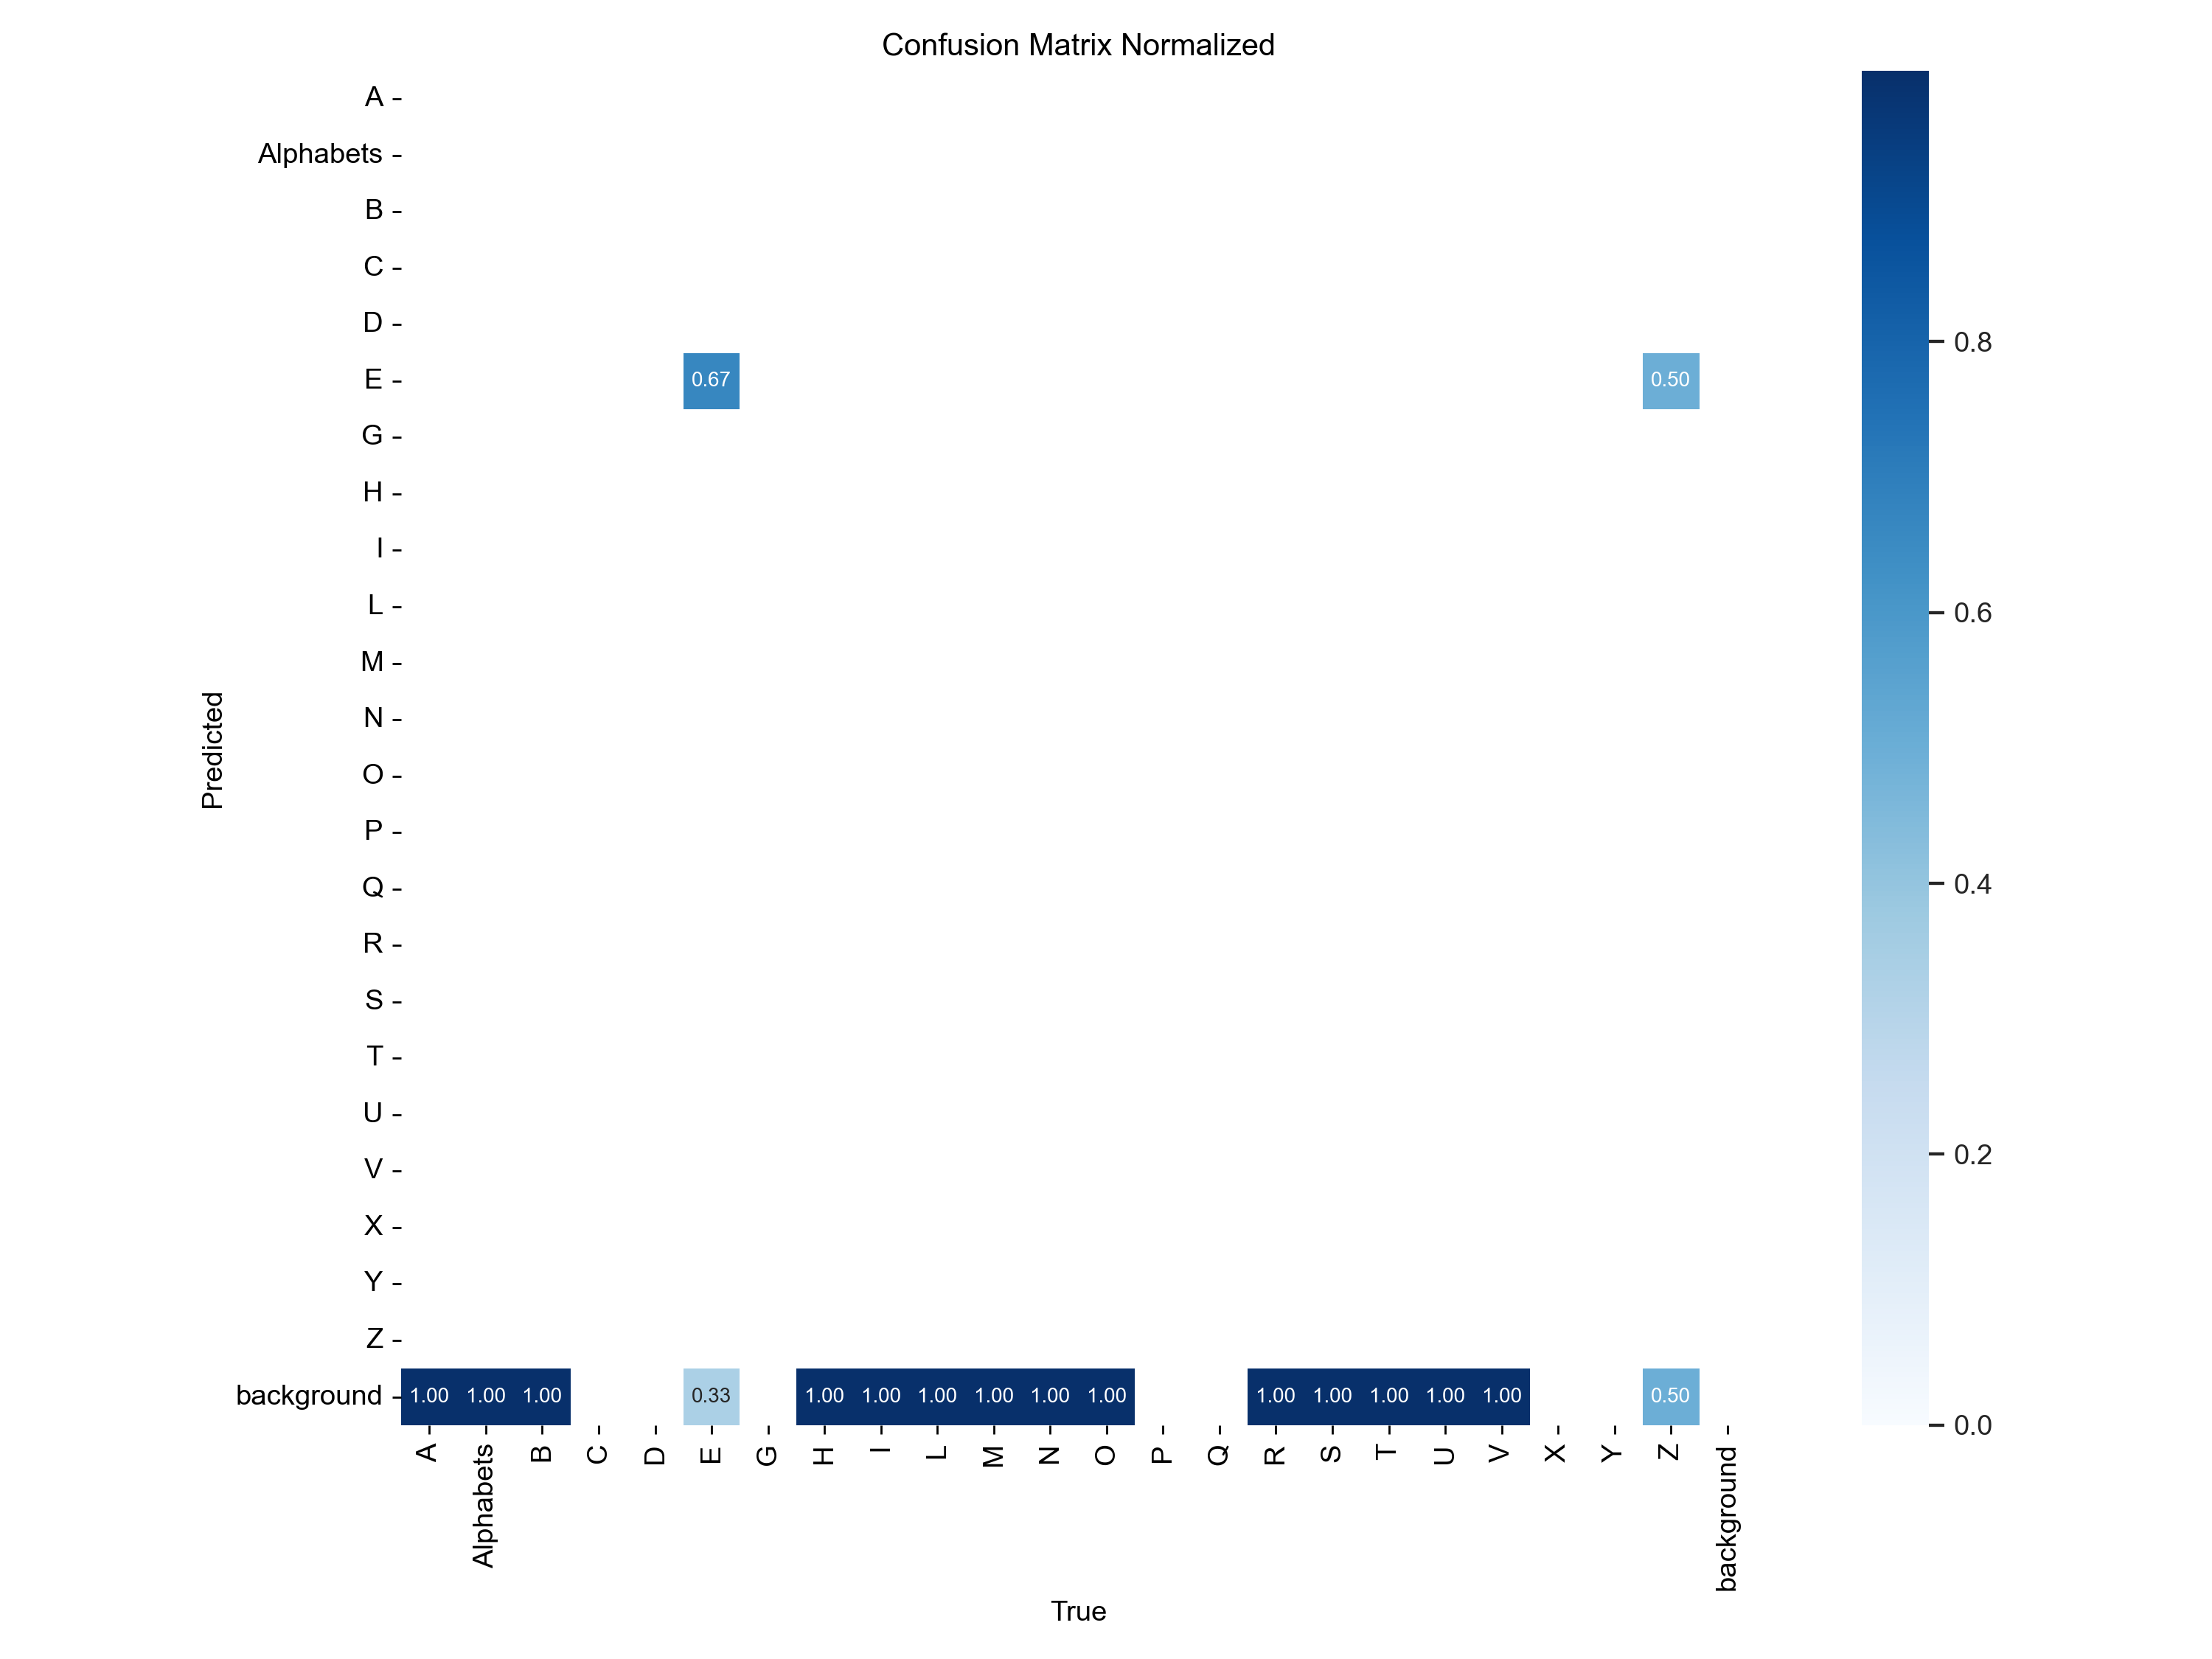 Confusion Matrix Normalized
A
Alphabets
B
C
D
E 0.67 0.50
G
H
I
L
M
N
O
P
Q
R
S
T
U
V
X
Y
Z
background 1.00 1.00 1.00 0.33 1.00 1.00 1.00 1.00 1.00 1.00 1.00 1.00 1.00 1.00 1.00 0.50
A Alphabets B C D E G H I L M N O P Q R S T U V X Y Z background
True
Predicted
0.8
0.6
0.4
0.2
0.0